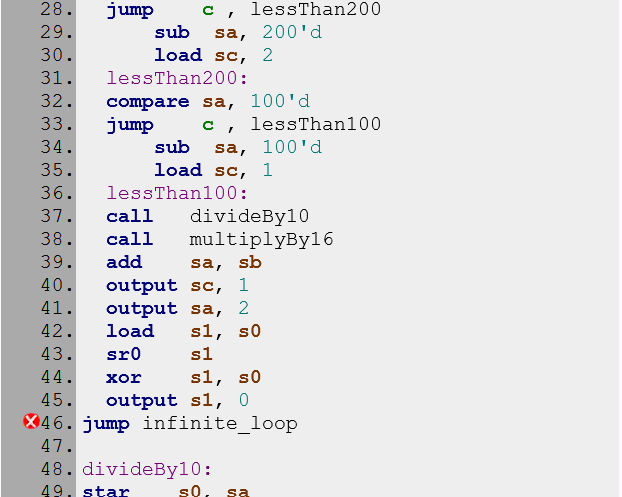 28. jump c , lessThan200
29. sub sa, 200'd
30. load sc, 2
31. lessThan200:
32. compare sa, 100'd
33. jump c , lessThan100
34. sub sa, 100'd
35. load sc, 1
36. lessThan100:
37. call divideBy10
38. call multiplyBy16
39. add sa, sb
40. output sc, 1
41. output sa, 2
42. load s1, s0
43. sr0 s1
44. xor s1, s0
45. output s1, 0
46. jump infinite_loop
47.
48. divideBy10:
49. star s0, sa